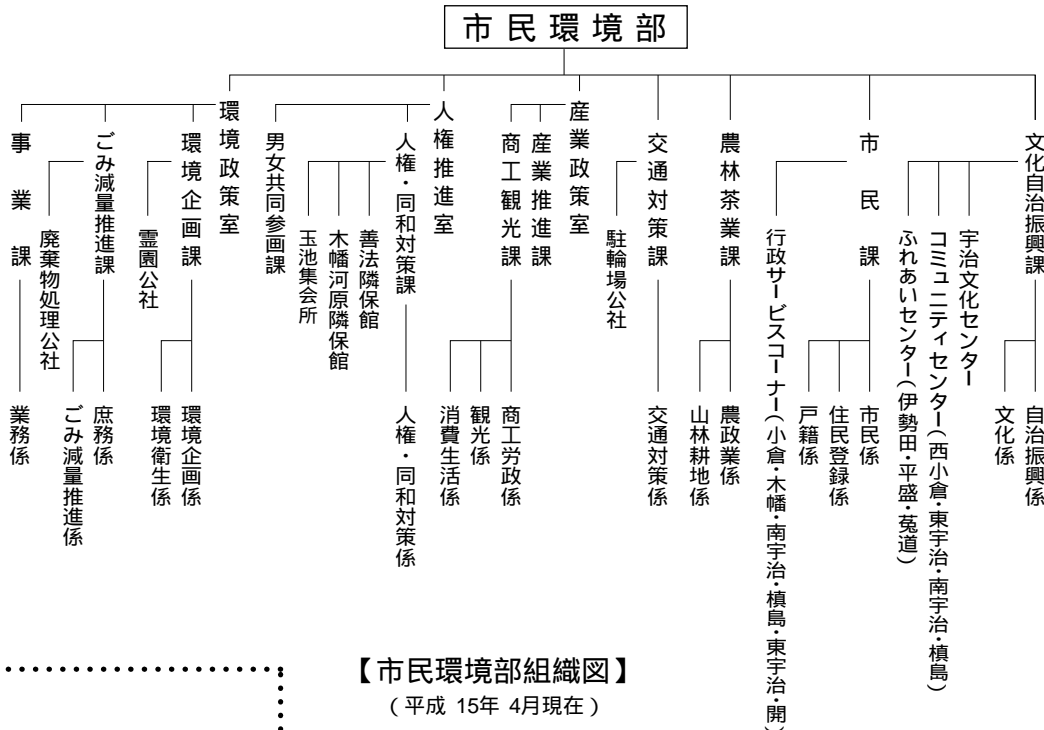 市民環境部
文化自治振興課
宇治文化センター
コミュニティセンター(西小倉・東宇治・南宇治・槙島)
ふれあいセンター(伊勢田・平盛・菟道)
自治振興係
文化係
市民課
行政サービスコーナー(小倉・木幡・南宇治・槙島・東宇治・開)
市民係
住民登録係
戸籍係
農林茶業課
農政業係
山林耕地係
交通対策課
駐輪場公社
交通対策係
産業政策室
産業推進課
商工観光課
商工労政係
観光係
消費生活係
人権推進室
人権・同和対策課
善法隣保館
木幡河原隣保館
玉池集会所
人権・同和対策係
男女共同参画課
環境政策室
環境企画課
霊園公社
環境企画係
環境衛生係
ごみ減量推進課
廃棄物処理公社
庶務係
ごみ減量推進係
事業課
業務係
【市民環境部組織図】
(平成 15年 4月現在)